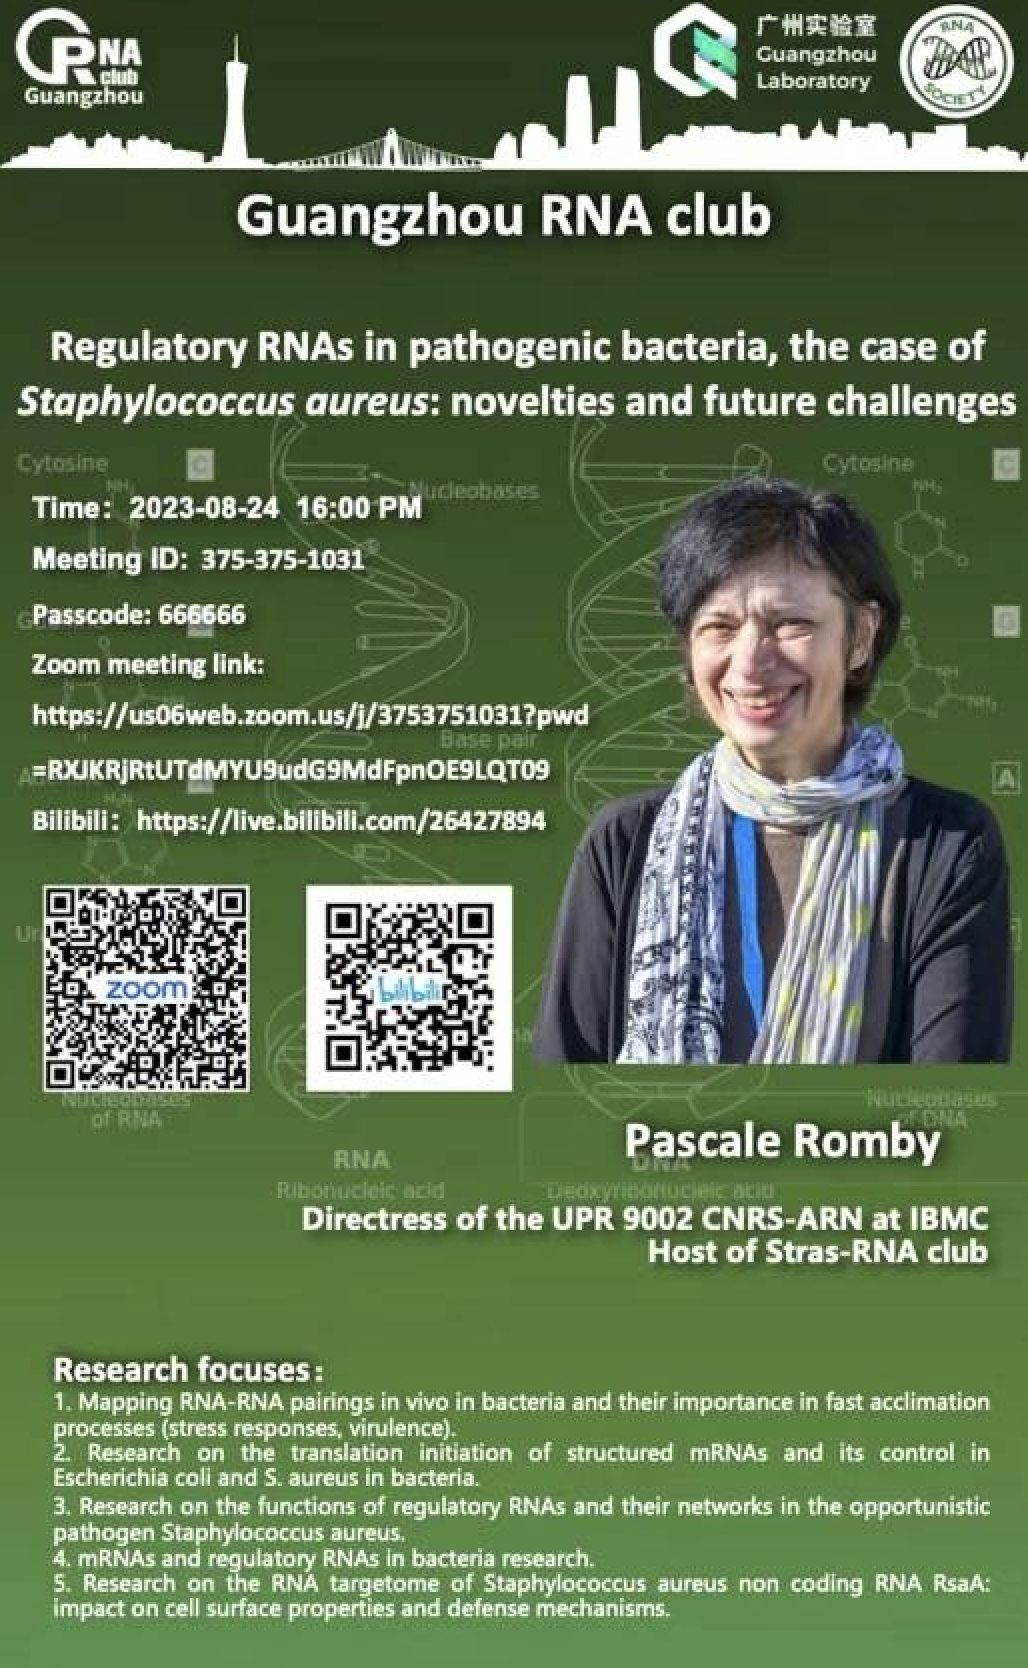 RNA
club
Guangzhou
广州实验室
Guangzhou
Laboratory
RNA
SOCIETY
Guangzhou RNA club
Regulatory RNAs in pathogenic bacteria, the case of
Staphylococcus aureus: novelties and future challenges
Cytosine
C
Cytosine
C
NH₂
Nucleobases
NH₂
Time：2023-08-24 16:00 PM
N
O
N
H
Meeting ID: 375-375-1031
Passcode: 666666
G
Zoom meeting link:
O
NH
NH₂
N
https://us06web.zoom.us/j/3753751031?pwd
Base pair
=RXJKRjRtUTdMYU9udG9MdFpnOE9LQT09
A
Bilibili：https://live.bilibili.com/26427894
zoom
bilibili
Nucleobases
of RNA
Nucleobases
of DNA
Pascale Romby
RNA
DNA
Ribonucleic acid
Deoxyribonucleic acid
Directress of the UPR 9002 CNRS-ARN at IBMC
Host of Stras-RNA club
Research focuses：
1. Mapping RNA-RNA pairings in vivo in bacteria and their importance in fast acclimation
processes (stress responses, virulence).
2. Research on the translation initiation of structured mRNAs and its control in
Escherichia coli and S. aureus in bacteria.
3. Research on the functions of regulatory RNAs and their networks in the opportunistic
pathogen Staphylococcus aureus.
4. mRNAs and regulatory RNAs in bacteria research.
5. Research on the RNA targetome of Staphylococcus aureus non coding RNA RsaA:
impact on cell surface properties and defense mechanisms.